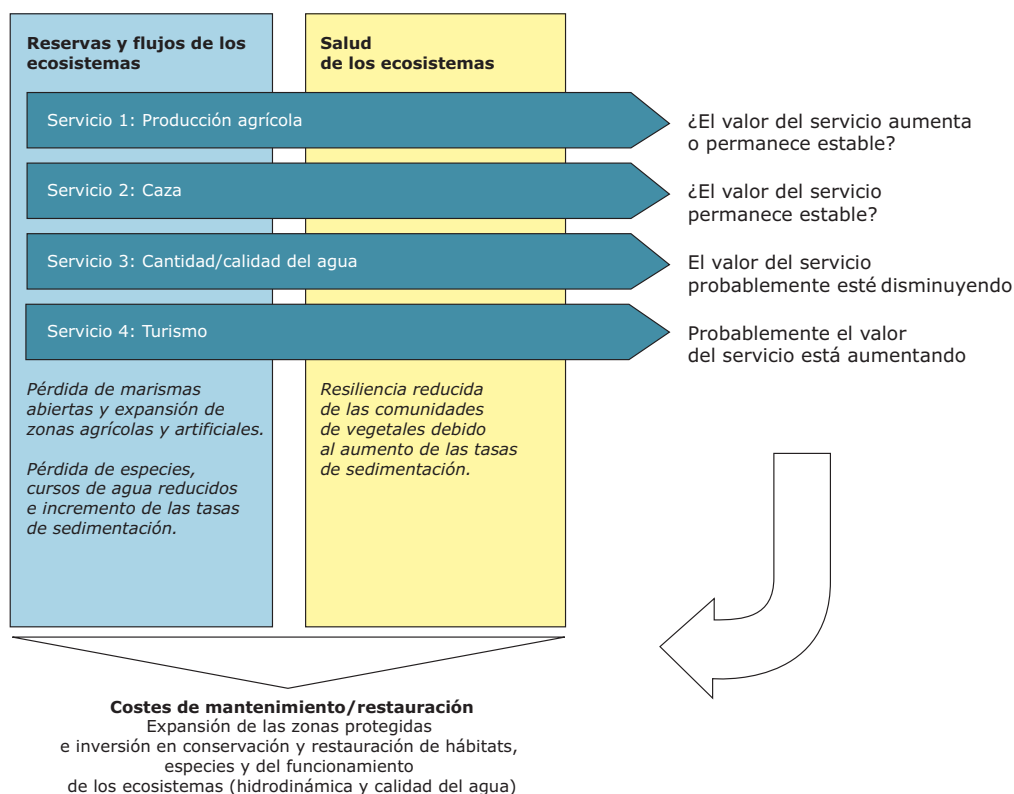 Reservas y flujos de los
ecosistemas
Salud
de los ecosistemas
Servicio 1: Producción agrícola
¿El valor del servicio aumenta
o permanece estable?
Servicio 2: Caza
¿El valor del servicio
permanece estable?
Servicio 3: Cantidad/calidad del agua
El valor del servicio
probablemente esté disminuyendo
Servicio 4: Turismo
Probablemente el valor
del servicio está aumentando
Pérdida de marismas
abiertas y expansión de
zonas agrícolas y artificiales.
Pérdida de especies,
cursos de agua reducidos
e incremento de las tasas
de sedimentación.
Resiliencia reducida
de las comunidades
de vegetales debido
al aumento de las tasas
de sedimentación.
Costes de mantenimiento/restauración
Expansión de las zonas protegidas
e inversión en conservación y restauración de hábitats,
especies y del funcionamiento
de los ecosistemas (hidrodinámica y calidad del agua)